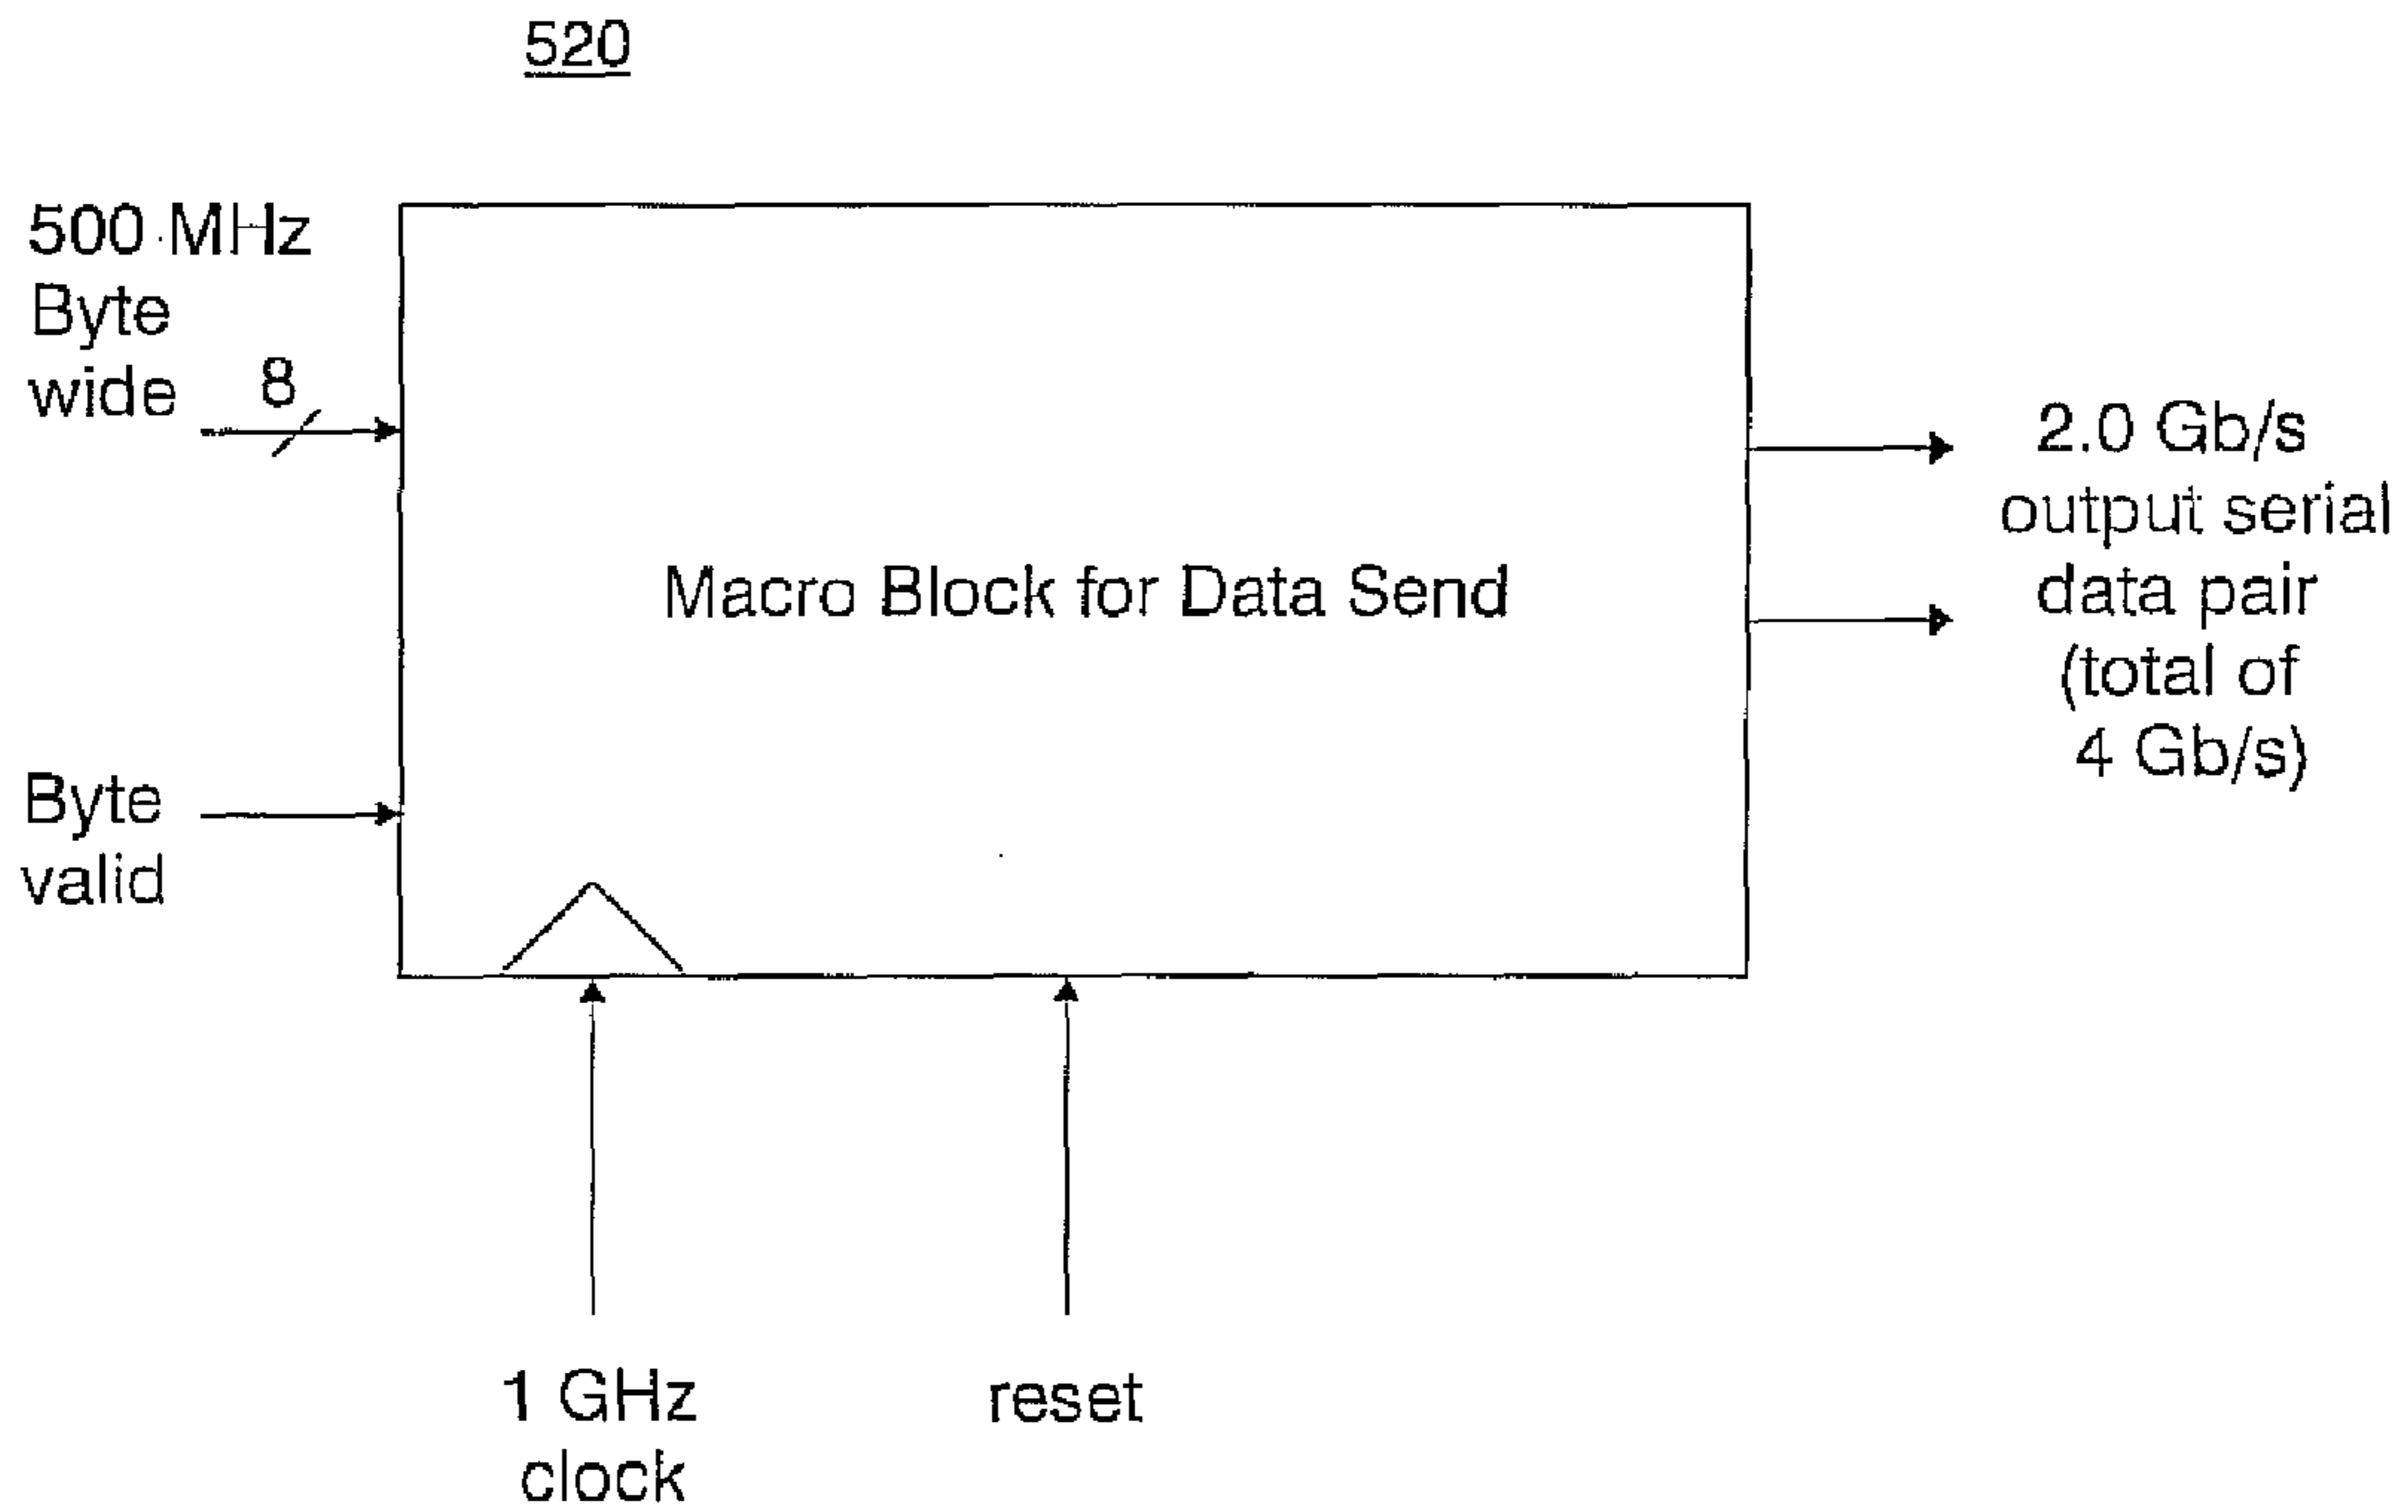 520
500 MHz
Byte
wide
8
Byte
valid
Macro Block for Data Send
2.0 Gb/s
output serial
data pair
(total of
4 Gb/s)
1 GHz
clock
reset